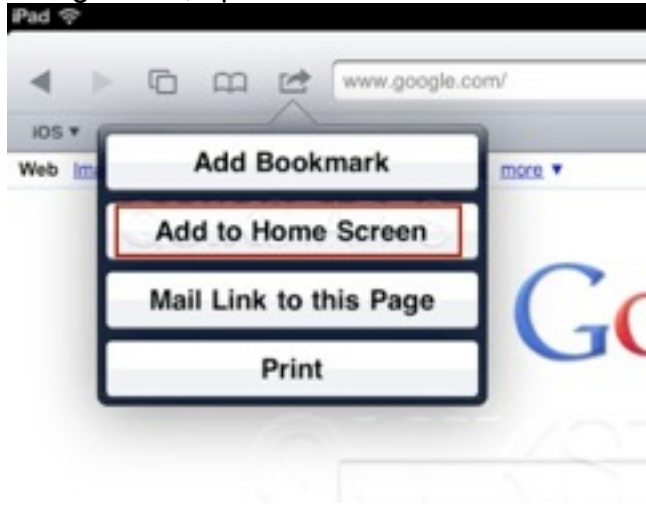 iPad
www.google.com/
iOS ▾
Web
more ▼
Add Bookmark
Add to Home Screen
Mail Link to this Page
Print
Go